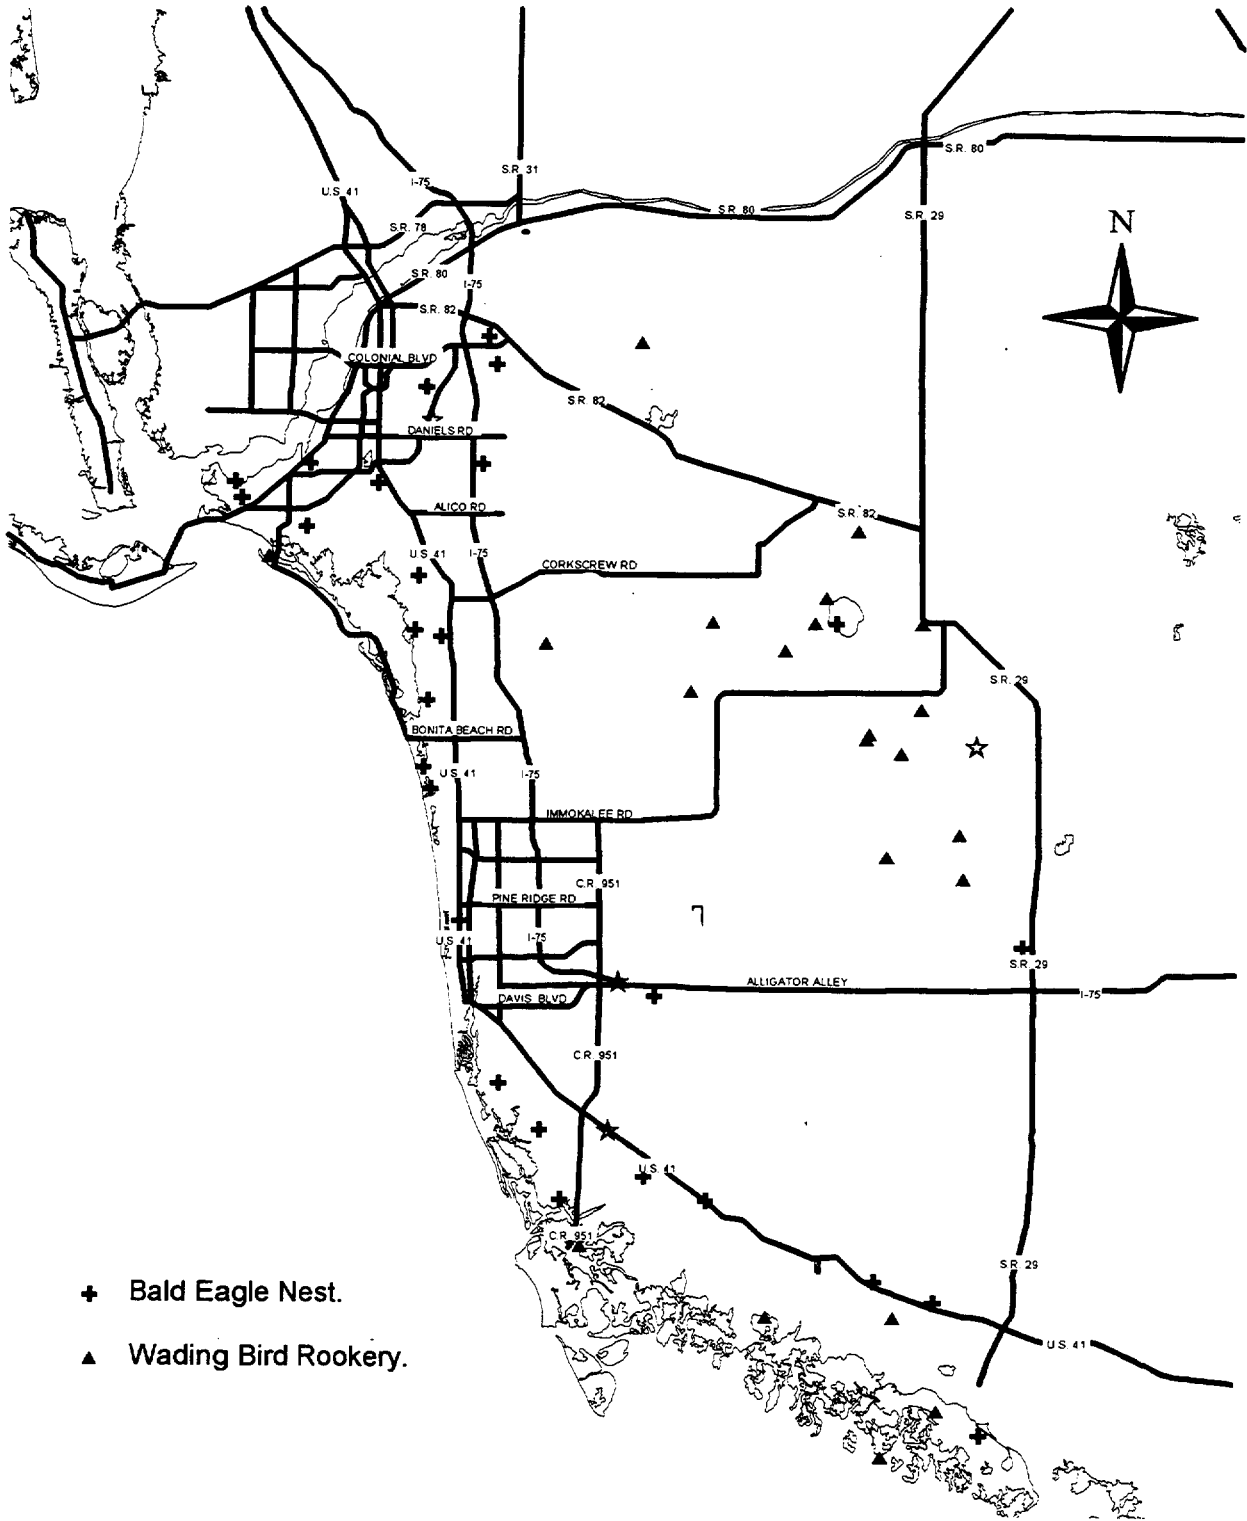 S.R. 80
S.R. 31
I-75
U.S. 41
S.R. 80
S.R. 29
N
S.R. 78
S.R. 80
I-75
S.R. 82
COLONIAL BLVD
S.R. 82
DANIELS RD
ALICO RD
S.R. 82
U.S. 41
I-75
CORKSCREW RD
S.R. 29
BONITA BEACH RD
U.S. 41
I-75
IMMOKALEE RD
C.R. 951
PINE RIDGE RD
U.S. 41
I-75
S.R. 29
ALLIGATOR ALLEY
I-75
DAVIS BLVD
C.R. 951
U.S. 41
C.R. 951
S.R. 29
Bald Eagle Nest.
U.S. 41
Wading Bird Rookery.